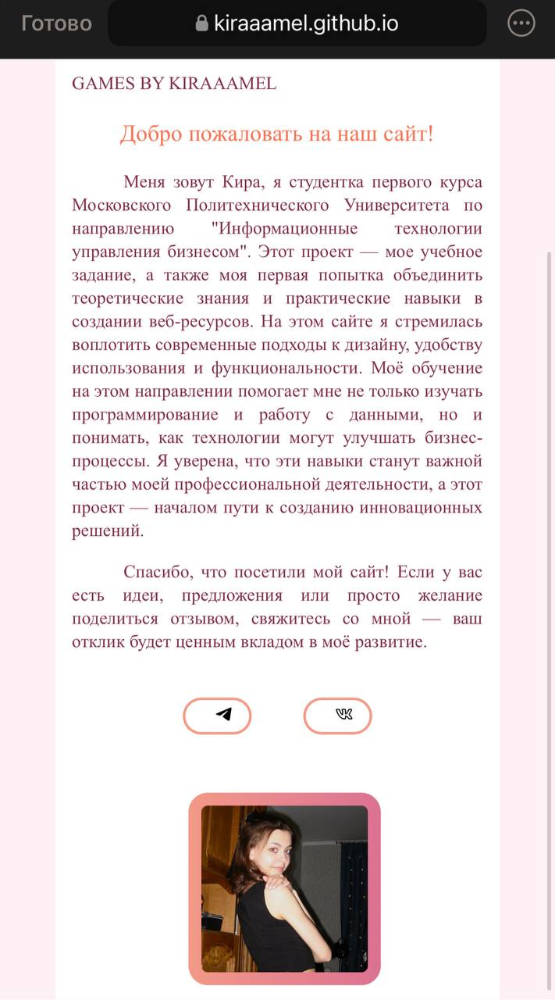 Готово
kiraaamel.github.io
GAMES BY KIRAAAMEL
Добро пожаловать на наш сайт!
Меня зовут Кира, я студентка первого курса
Московского Политехнического Университета по
направлению "Информационные технологии
управления бизнесом". Этот проект — мое учебное
задание, а также моя первая попытка объединить
теоретические знания и практические навыки в
создании веб-ресурсов. На этом сайте я стремилась
воплотить современные подходы к дизайну, удобству
использования и функциональности. Моё обучение
на этом направлении помогает мне не только изучать
программирование и работу с данными, но и
понимать, как технологии могут улучшать бизнес-
процессы. Я уверена, что эти навыки станут важной
частью моей профессиональной деятельности, а этот
проект — началом пути к созданию инновационных
решений.
Спасибо, что посетили мой сайт! Если у вас
есть идеи, предложения или просто желание
поделиться отзывом, свяжитесь со мной — ваш
отклик будет ценным вкладом в моё развитие.